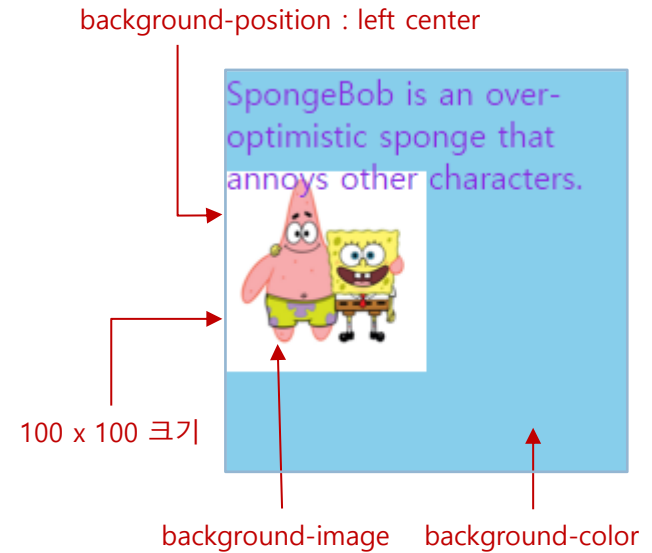 background-position : left center
SpongeBob is an over-
optimistic sponge that
annoys other characters.
100 x 100 크기
background-image
background-color